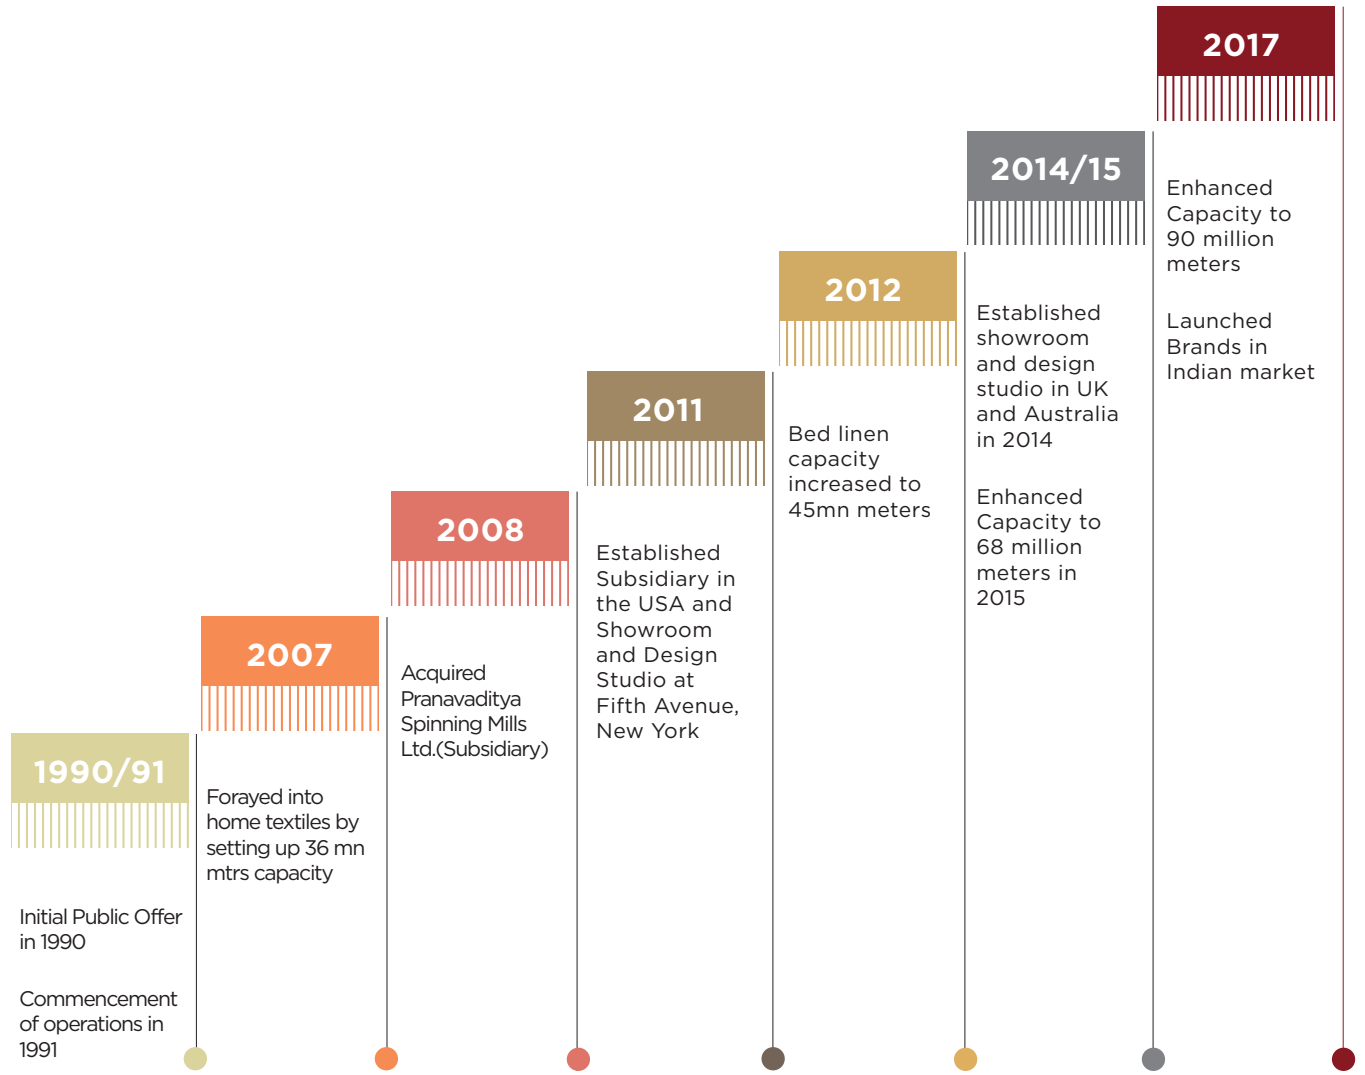 1990/91
Initial Public Offer
in 1990
Commencement
of operations in
1991
2007
Forayed into
home textiles by
setting up 36 mn
mtrs capacity
2008
Acquired
Pranavaditya
Spinning Mills
Ltd.(Subsidiary)
2011
Established
Subsidiary in
the USA and
Showroom
and Design
Studio at
Fifth Avenue,
New York
2012
Bed linen
capacity
increased to
45mn meters
2014/15
Established
showroom
and design
studio in UK
and Australia
in 2014
Enhanced
Capacity to
68 million
meters in
2015
2017
Enhanced
Capacity to
90 million
meters
Launched
Brands in
Indian market